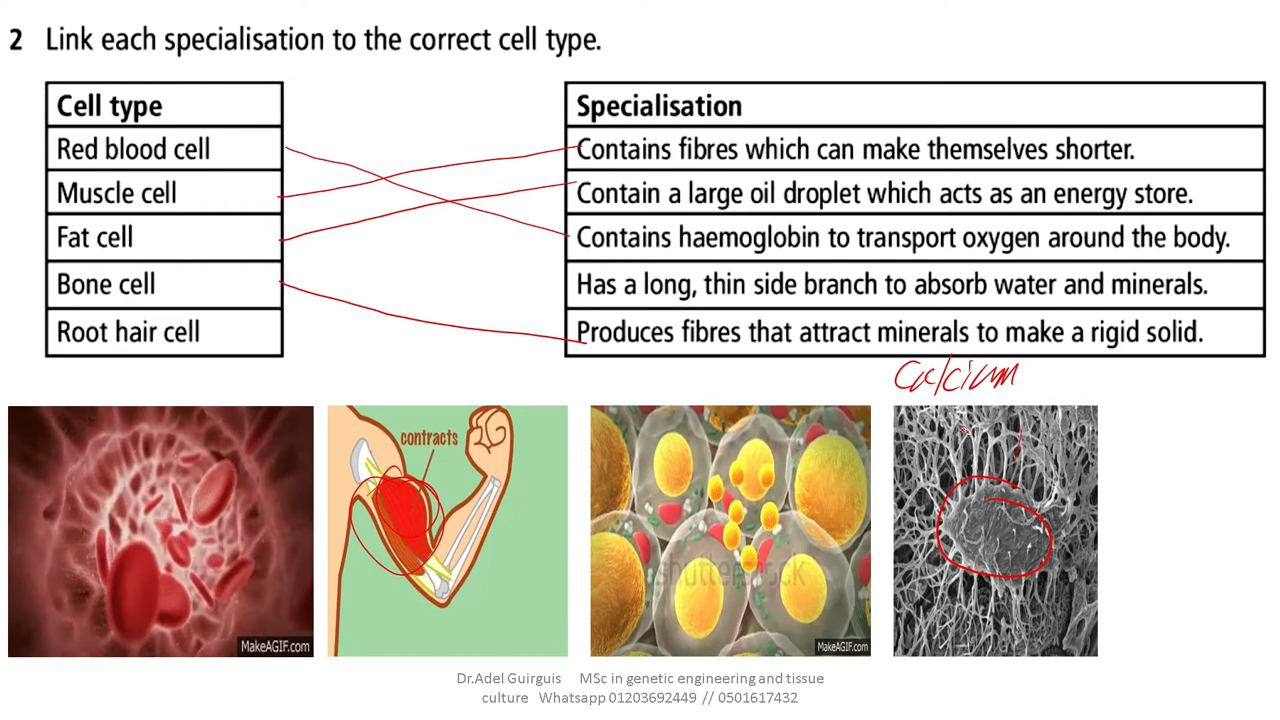 2 Link each specialisation to the correct cell type.
Cell type
Specialisation
Red blood cell
Contains fibres which can make themselves shorter.
Muscle cell
Contain a large oil droplet which acts as an energy store.
Fat cell
Contains haemoglobin to transport oxygen around the body.
Bone cell
Has a long, thin side branch to absorb water and minerals.
Root hair cell
Produces fibres that attract minerals to make a rigid solid.
Calcium
contracts
shutterstock
MakeAGIF.com
MakeAGIF.com
Dr.Adel Guirguis MSc in genetic engineering and tissue
culture Whatsapp 01203692449 // 0501617432